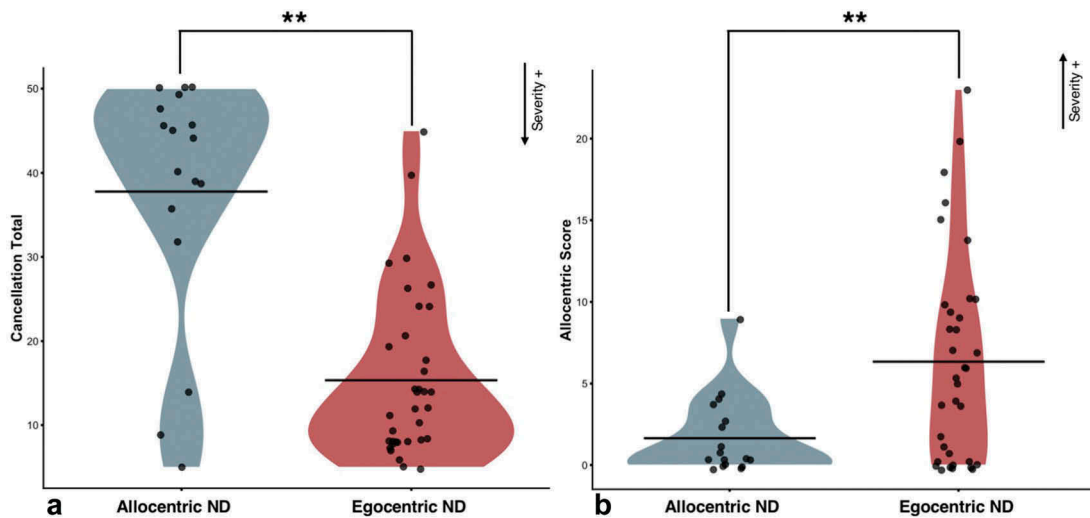 **
Severity +
50
40
30
20
10
Cancellation Total
Allocentric ND
Egocentric ND
a
**
Severity +
20
15
10
5
0
Allocentric Score
Allocentric ND
Egocentric ND
b